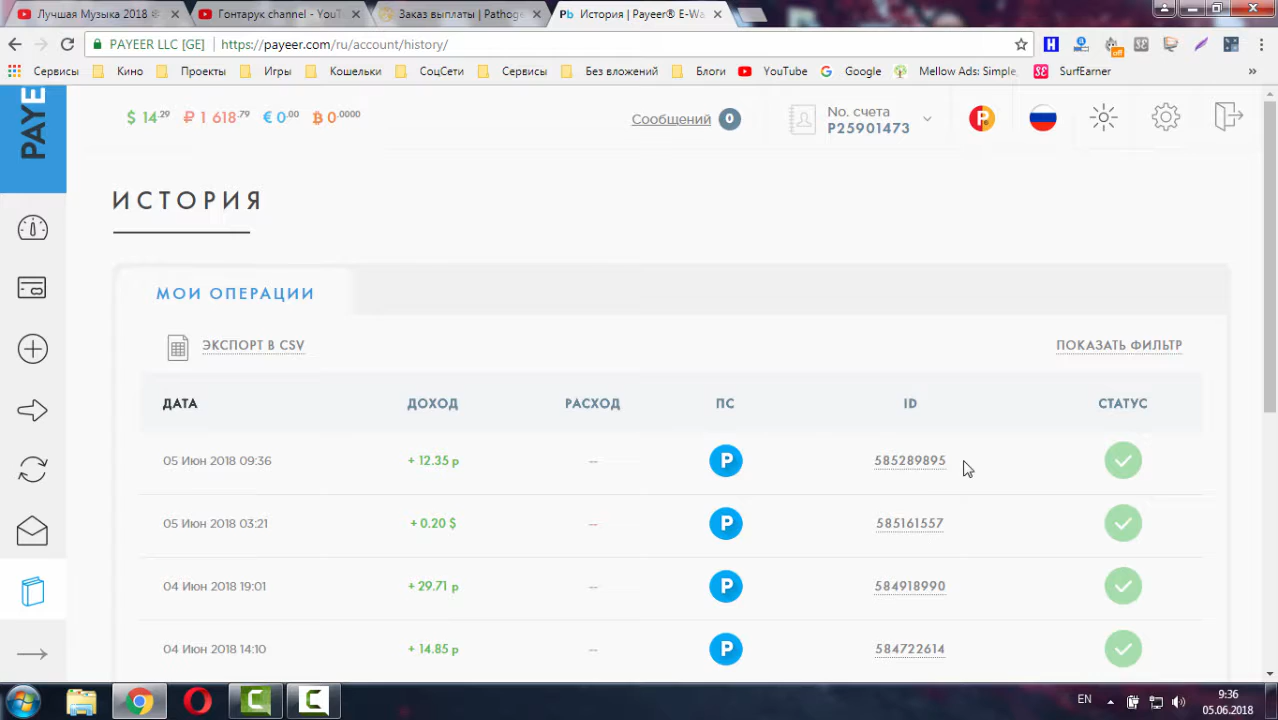 Лучшая Музыка 2018
Гонтарук channel - YouT
Заказ выплаты | Pathoge
История | Payeer® E-Wa
PAYEER LLC [GE] https://payeer.com/ru/account/history/
Сервисы Кино Проекты Игры Кошельки СоцСети Сервисы Без вложений Блоги YouTube Google Mellow Ads: Simple, SurfEarner »
off
PAYE
$ 14.29 ₽ 1 618.79 € 0.00 ₿ 0.0000
Сообщений 0
No. счета
P25901473
ИСТОРИЯ
МОИ ОПЕРАЦИИ
ЭКСПОРТ В CSV ПОКАЗАТЬ ФИЛЬТР
ДАТА ДОХОД РАСХОД ПС ID СТАТУС
05 Июн 2018 09:36 + 12.35 р -- P 585289895
05 Июн 2018 03:21 + 0.20 $ -- P 585161557
04 Июн 2018 19:01 + 29.71 р -- P 584918990
04 Июн 2018 14:10 + 14.85 р -- P 584722614
EN 9:36
05.06.2018